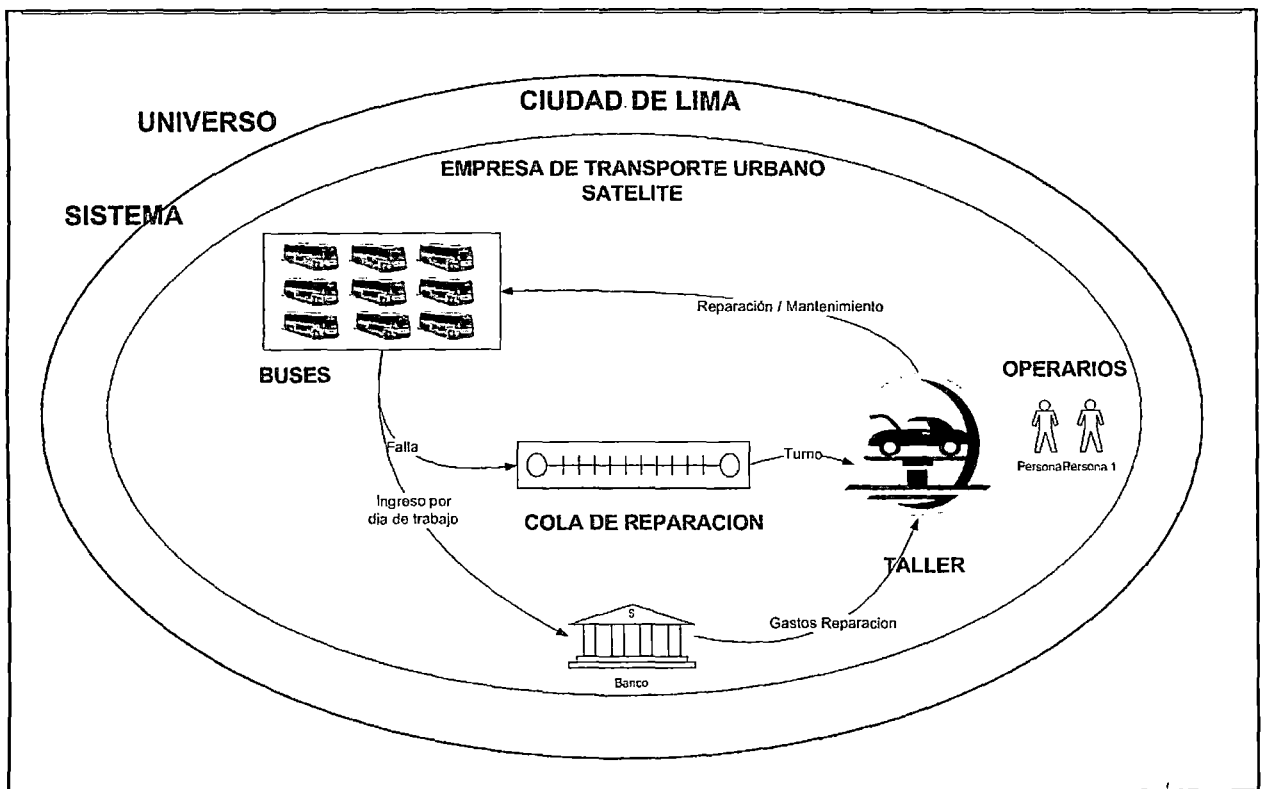 UNIVERSO
CIUDAD DE LIMA
SISTEMA
EMPRESA DE TRANSPORTE URBANO
SATELITE
BUSES
Reparación / Mantenimiento
OPERARIOS
Persona Persona 1
Falla
Turno
Ingreso por
dia de trabajo
COLA DE REPARACION
TALLER
S
Gastos Reparacion
Banco